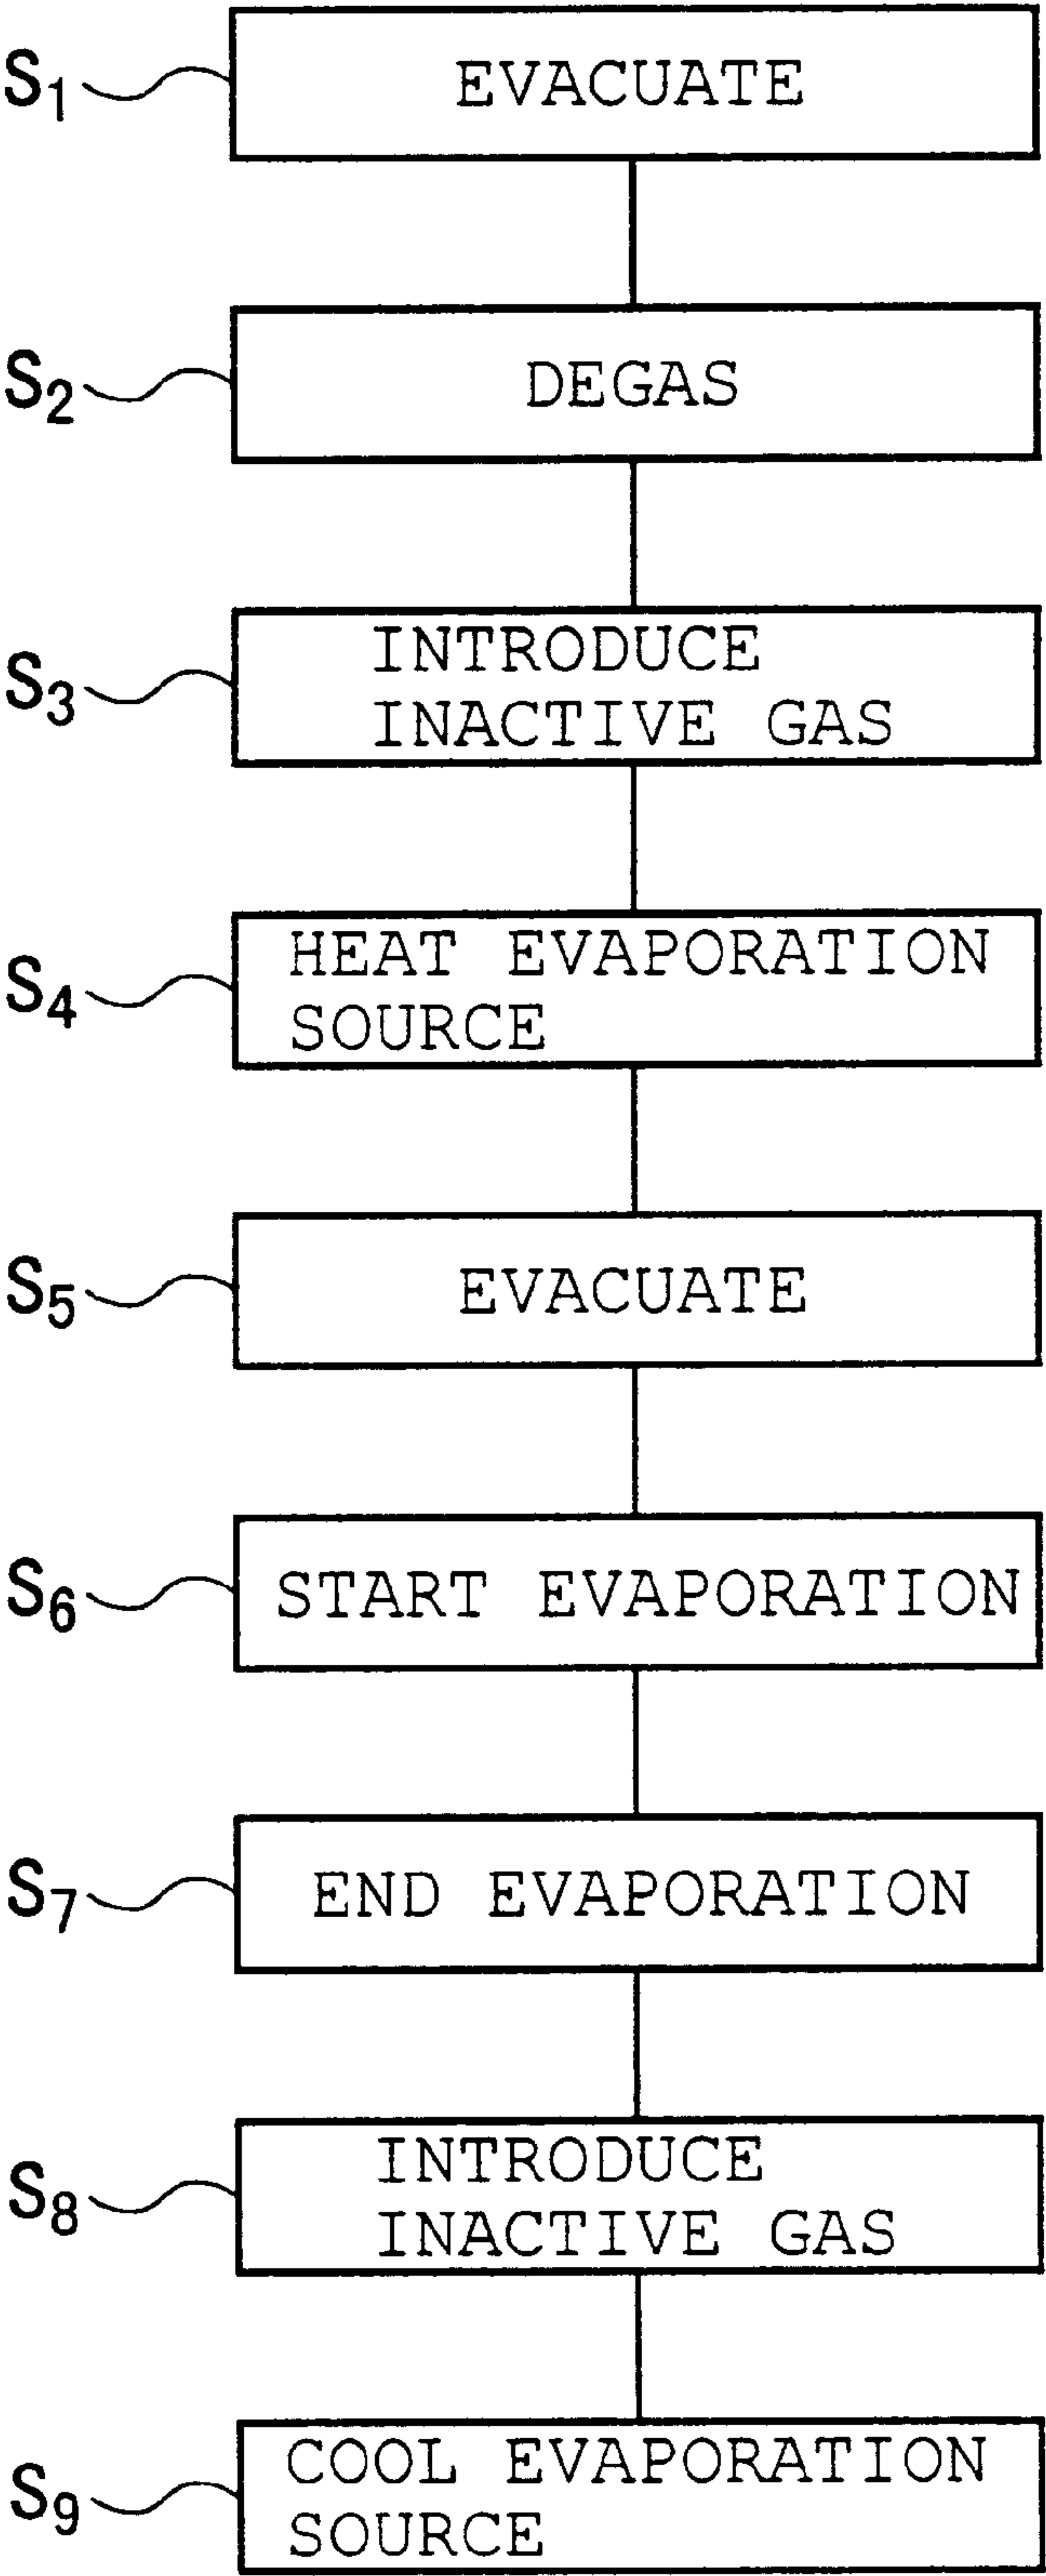 S1 EVACUATE
S2 DEGAS
S3 INTRODUCE
INACTIVE GAS
S4 HEAT EVAPORATION
SOURCE
S5 EVACUATE
S6 START EVAPORATION
S7 END EVAPORATION
S8 INTRODUCE
INACTIVE GAS
S9 COOL EVAPORATION
SOURCE